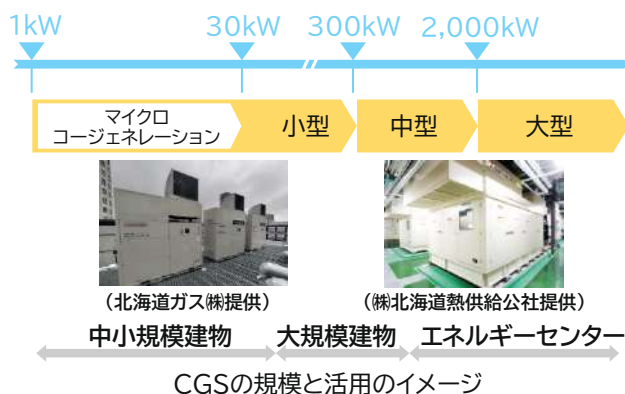 1kW 30kW 300kW 2,000kW
マイクロ
コージェネレーション
小型 中型 大型
(北海道ガス㈱提供) (㈱北海道熱供給公社提供)
中小規模建物 大規模建物 エネルギーセンター
CGSの規模と活用のイメージ